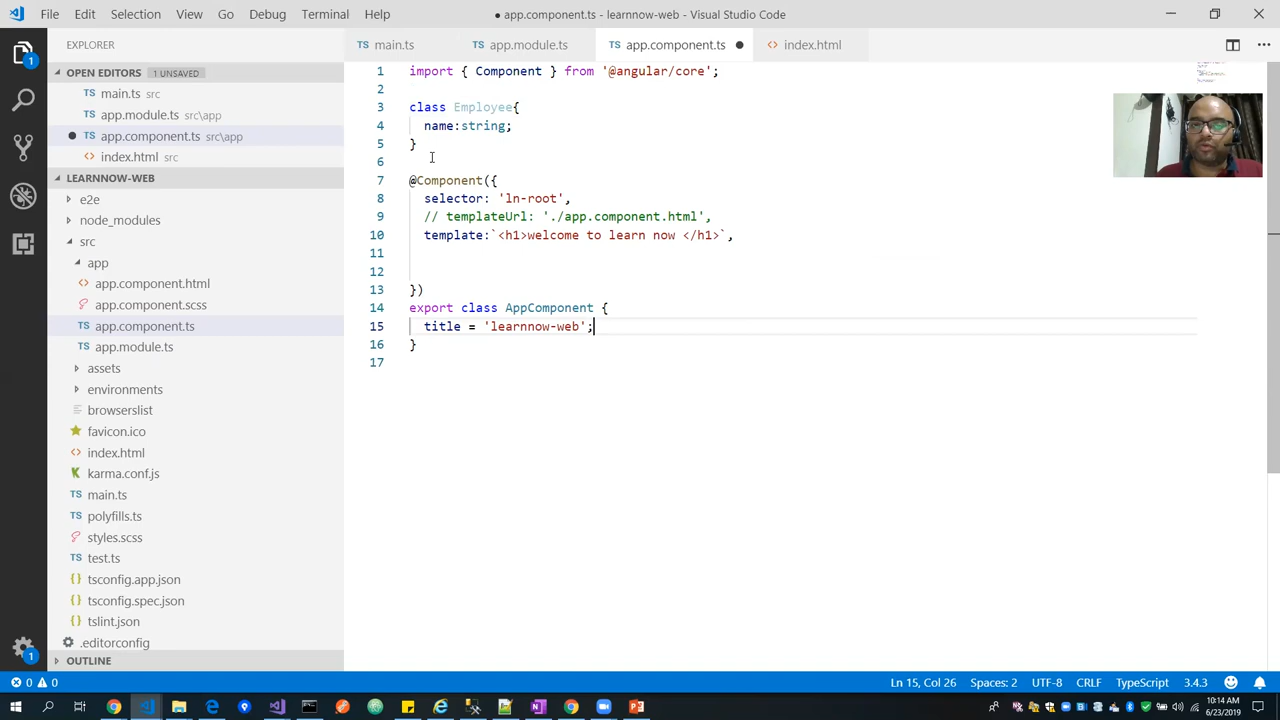 File Edit Selection View Go Debug Terminal Help
● app.component.ts - learnnow-web - Visual Studio Code
EXPLORER
OPEN EDITORS 1 UNSAVED
TS main.ts src
TS app.module.ts src\app
TS app.component.ts src\app
<> index.html src
LEARNNOW-WEB
e2e
node_modules
src
app
app.component.html
app.component.scss
TS app.component.ts
TS app.module.ts
assets
environments
browserslist
favicon.ico
<> index.html
karma.conf.js
TS main.ts
TS polyfills.ts
styles.scss
TS test.ts
{} tsconfig.app.json
{} tsconfig.spec.json
{} tslint.json
.editorconfig
OUTLINE
TS main.ts TS app.module.ts TS app.component.ts ● <> index.html
1 import { Component } from '@angular/core';
2
3 class Employee{
4 name:string;
5 }
6
7 @Component({
8 selector: 'ln-root',
9 // templateUrl: './app.component.html',
10 template:`<h1>welcome to learn now </h1>`,
11
12
13 })
14 export class AppComponent {
15 title = 'learnnow-web';
16 }
17
0 0 Ln 15, Col 26 Spaces: 2 UTF-8 CRLF TypeScript 3.4.3
10:14 AM
6/23/2019